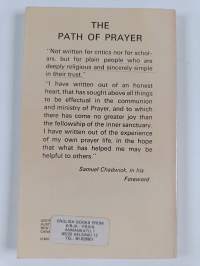 THE
PATH OF PRAYER
"Not written for critics nor for schol-
ars, but for plain people who are
deeply religious and sincerely simple
in their trust."
"I have written out of an honest
heart, that has sought above all things
to be effectual in the communion
and ministry of Prayer, and to which
there has come no greater joy than
the fellowship of the inner sanctuary.
I have written out of the experience
of my own prayer life, in the hope
that what has helped me may be
helpful to others."
Samuel Chadwick, in his
Foreword
ENGLISH BOOKS FROM
HELSINKI